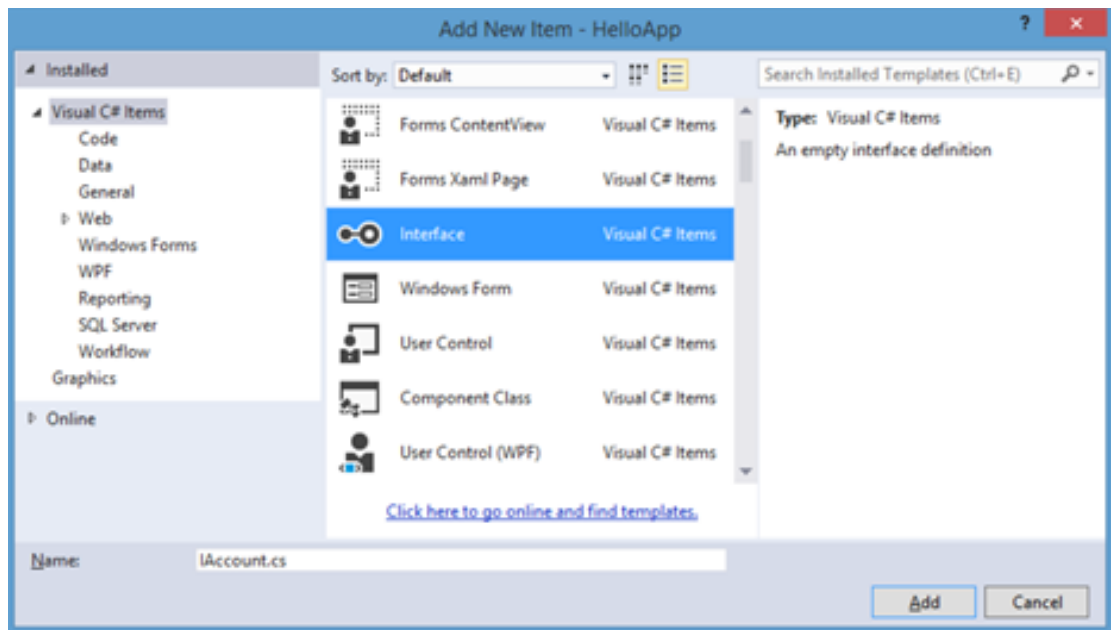 Add New Item - HelloApp
?
Installed
Sort by: Default
Search Installed Templates (Ctrl+E)
Visual C# Items
Code
Data
General
Web
Windows Forms
WPF
Reporting
SQL Server
Workflow
Graphics
Online
Forms ContentView Visual C# Items
Forms Xaml Page Visual C# Items
Interface Visual C# Items
Windows Form Visual C# Items
User Control Visual C# Items
Component Class Visual C# Items
User Control (WPF) Visual C# Items
Click here to go online and find templates.
Type: Visual C# Items
An empty interface definition
Name: IAccount.cs
Add Cancel